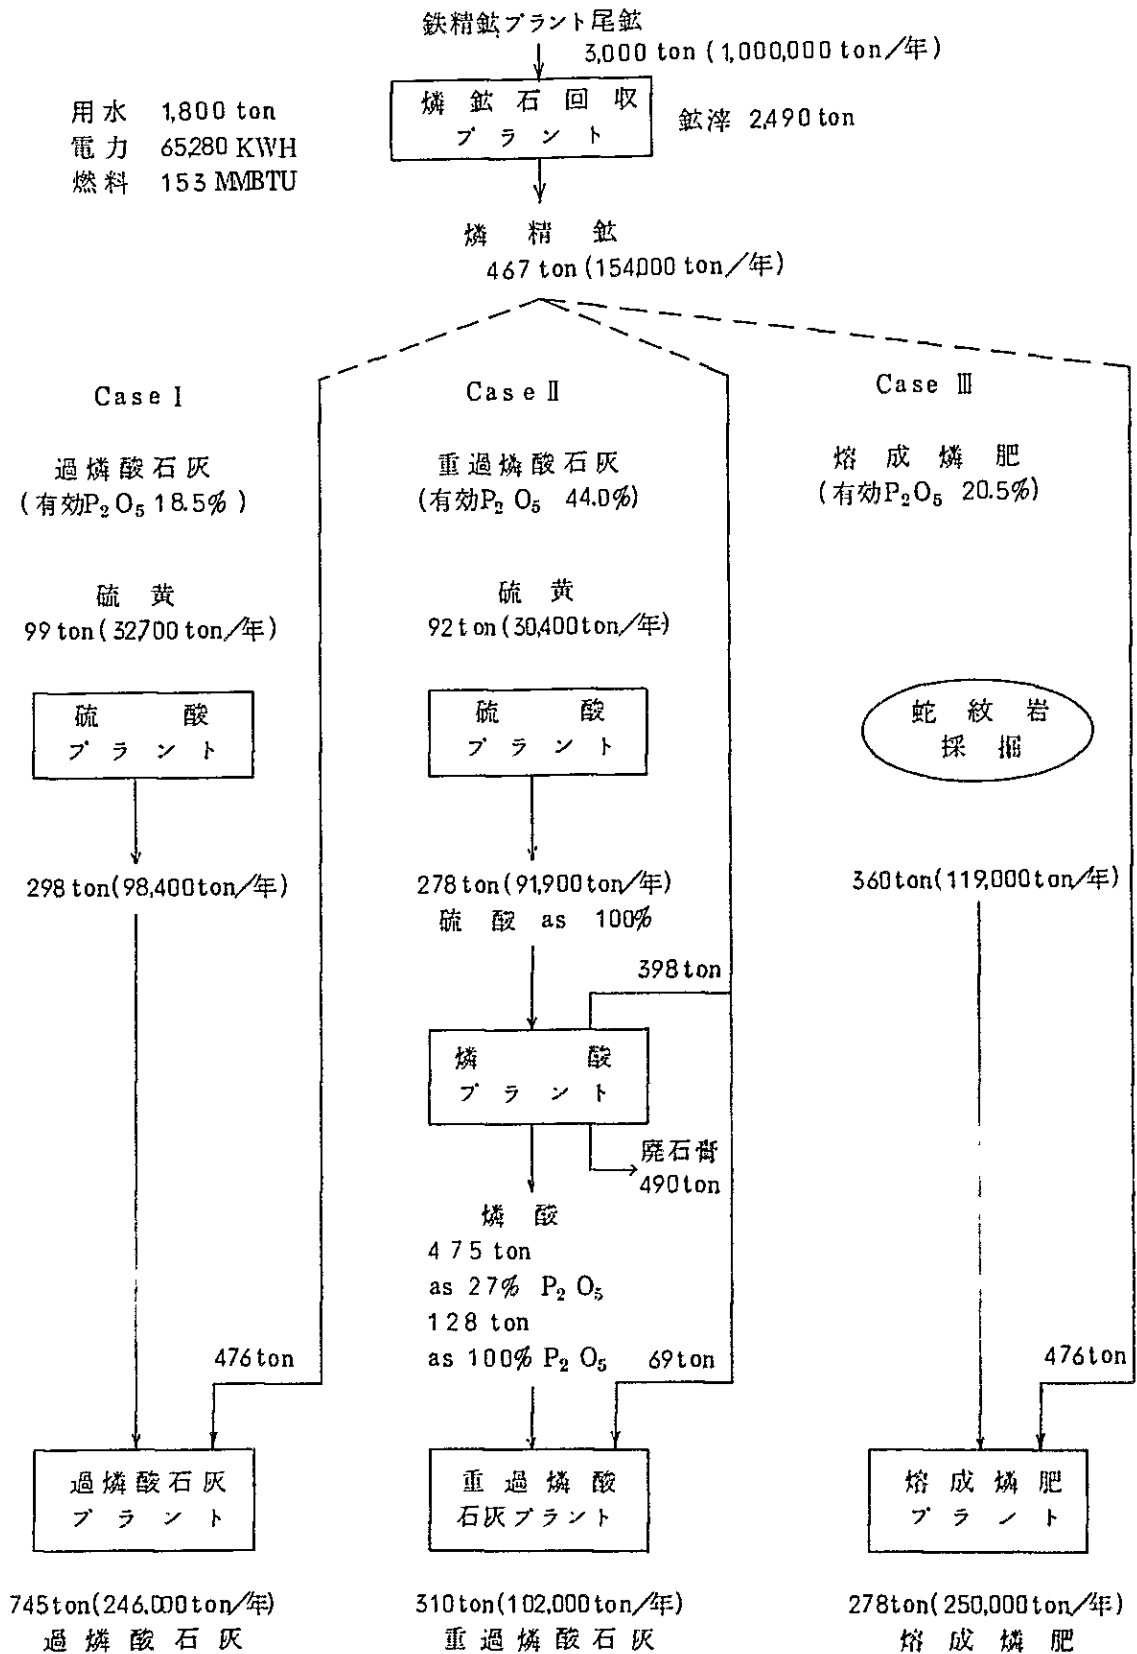 鉄精鉱プラント尾鉱
3,000 ton (1,000,000 ton/年)
用水 1,800 ton
電力 65,280 KWH
燃料 153 MMBTU
燐鉱石回収
プラント
鉱滓 2,490 ton
燐精鉱
467 ton (154,000 ton/年)
Case I
過燐酸石灰
(有効P₂O₅ 18.5%)
硫黄
99 ton (32,700 ton/年)
硫酸
プラント
298 ton (98,400 ton/年)
476 ton
過燐酸石灰
プラント
745 ton (246,000 ton/年)
過燐酸石灰
Case II
重過燐酸石灰
(有効P₂O₅ 44.0%)
硫黄
92 ton (30,400 ton/年)
硫酸
プラント
278 ton (91,900 ton/年)
硫酸 as 100%
398 ton
燐酸
プラント
廃石膏
490 ton
燐酸
475 ton
as 27% P₂O₅
128 ton
as 100% P₂O₅
69 ton
重過燐酸
石灰プラント
310 ton (102,000 ton/年)
重過燐酸石灰
Case III
熔成燐肥
(有効P₂O₅ 20.5%)
蛇紋岩
採掘
360 ton (119,000 ton/年)
476 ton
熔成燐肥
プラント
278 ton (250,000 ton/年)
熔成燐肥